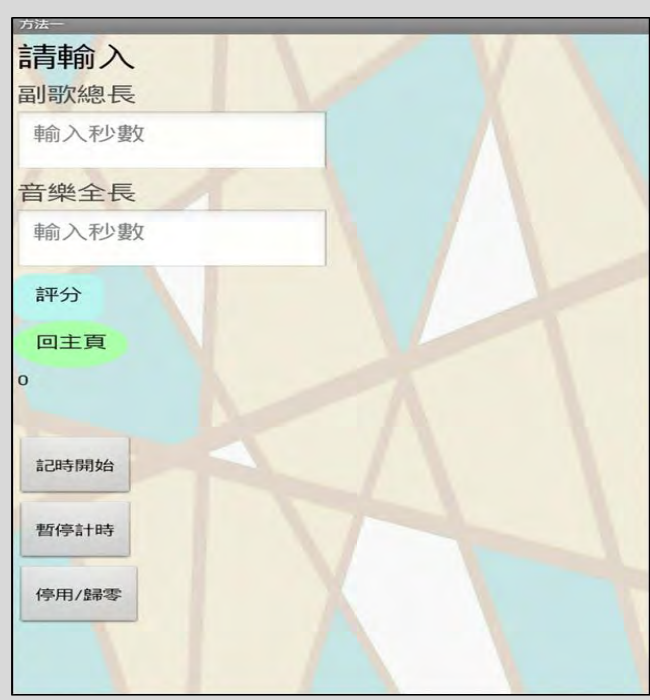 方法一
請輸入
副歌總長
輸入秒數
音樂全長
輸入秒數
評分
回主頁
0
記時開始
暫停計時
停用/歸零